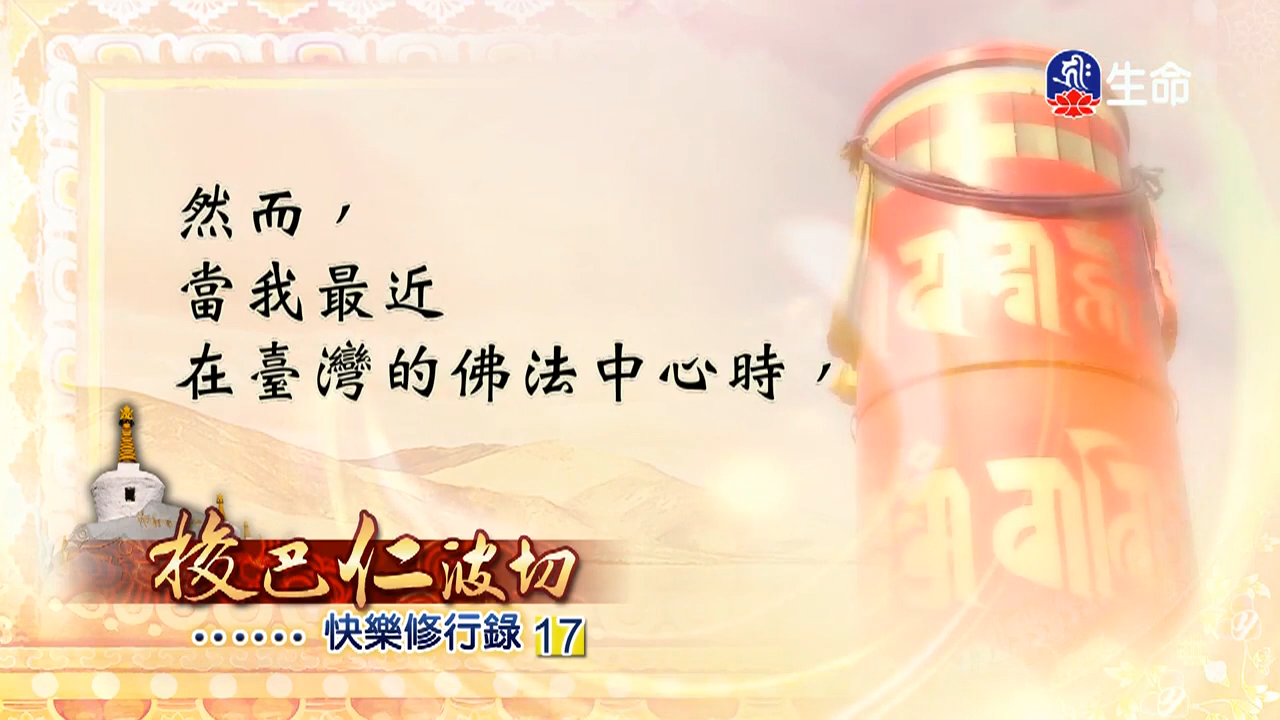 生命
然而，
當我最近
在臺灣的佛法中心時，
梭巴仁波切
……快樂修行錄 17